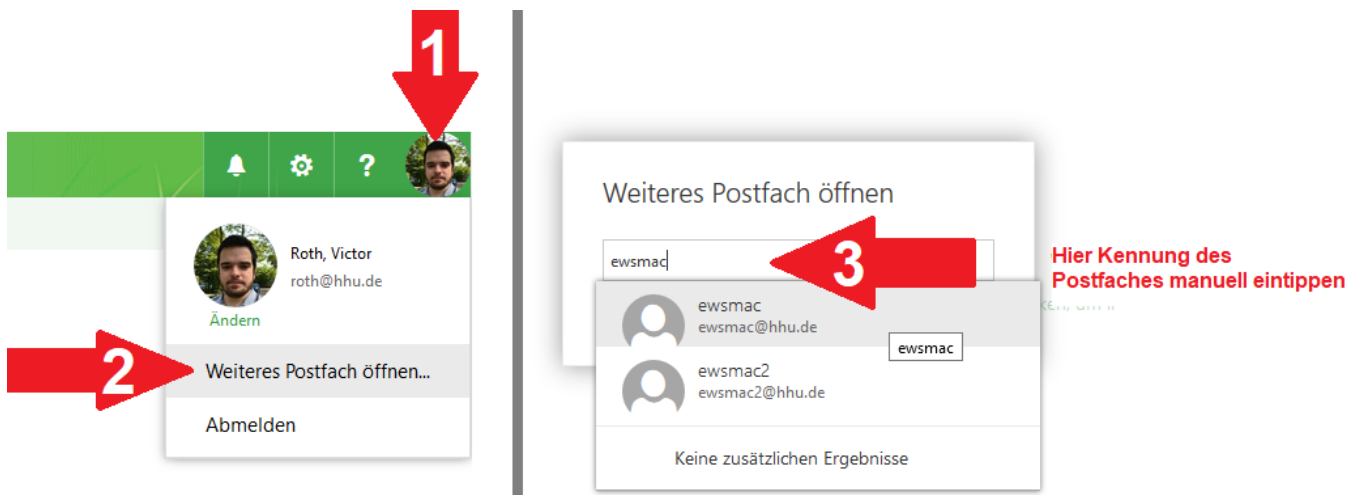 1
?
Roth, Victor
roth@hhu.de
Ändern
2
Weiteres Postfach öffnen...
Abmelden
Weiteres Postfach öffnen
ewsmac
3
Hier Kennung des
Postfaches manuell eintippen
ewsmac
ewsmac@hhu.de
ewsmac
ewsmac2
ewsmac2@hhu.de
Keine zusätzlichen Ergebnisse